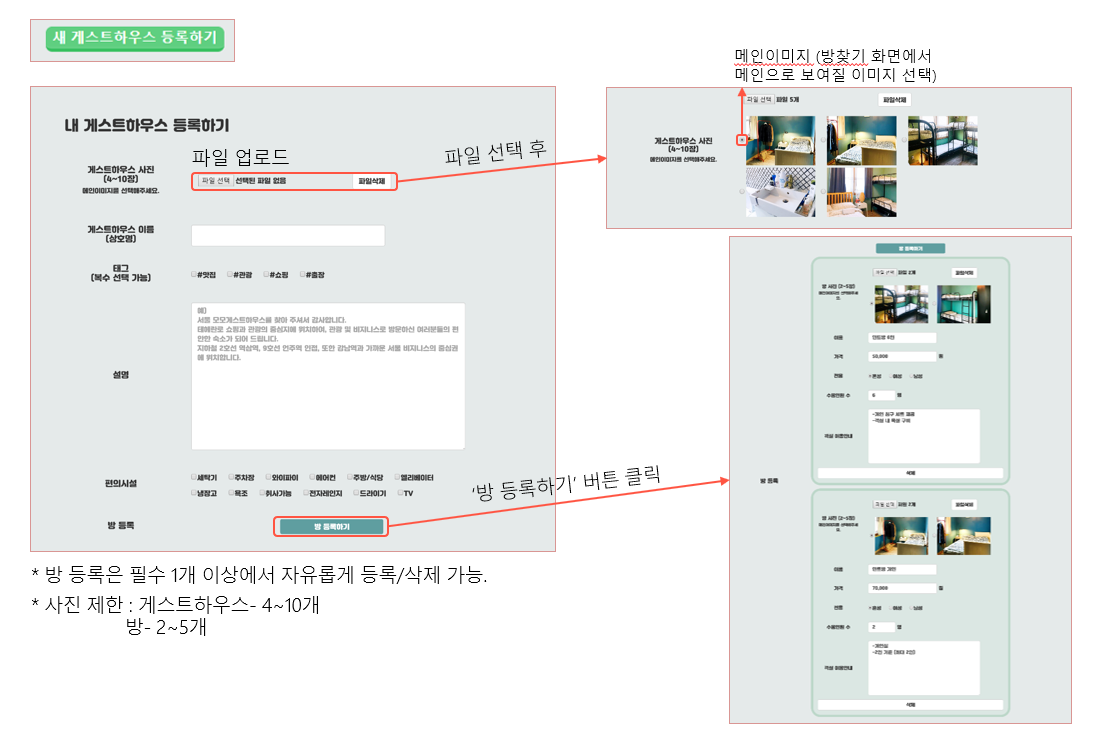 새 게스트하우스 등록하기
내 게스트하우스 등록하기
파일 업로드
게스트하우스 사진
(4~10장)
메인이미지를 선택해주세요.
파일 선택 선택된 파일 없음 파일삭제
게스트하우스 이름
(상호명)
태그
(복수 선택 가능)
#맛집 #관광 #쇼핑 #출장
설명
예)
서울 모모게스트하우스를 찾아 주셔서 감사합니다.
테헤란로 쇼핑과 관광의 중심지에 위치하여, 관광 및 비지니스로 방문하신 여러분들의 편
안한 숙소가 되어 드립니다.
지하철 2호선 역삼역, 9호선 언주역 인접, 또한 강남역과 가까운 서울 비지니스의 중심권
에 위치합니다.
편의시설
세탁기 주차장 와이파이 에어컨 주방/식당 엘리베이터
냉장고 욕조 취사가능 전자레인지 드라이기 TV
방 등록
방 등록하기
* 방 등록은 필수 1개 이상에서 자유롭게 등록/삭제 가능.
* 사진 제한 : 게스트하우스- 4~10개
방- 2~5개
파일 선택 후
‘방 등록하기’ 버튼 클릭
메인이미지 (방찾기 화면에서
메인으로 보여질 이미지 선택)
파일 선택 파일 5개 파일삭제
게스트하우스 사진
(4~10장)
메인이미지를 선택해주세요.
방 등록하기
방 등록
파일 선택 파일 2개 파일삭제
방 사진 (2~5장)
메인이미지를 선택해주세
요.
이름
가격 50,000 원
전용 혼성 여성 남성
수용인원 수 6 명
객실 이용안내
-개인 침구 세트 제공
-객실 내 욕실 구비
삭제
파일 선택 파일 2개 파일삭제
방 사진 (2~5장)
메인이미지를 선택해주세
요.
이름
가격 70,000 원
전용 혼성 여성 남성
수용인원 수 2 명
객실 이용안내
-개인실
-2인 가능 (최대 2인)
삭제